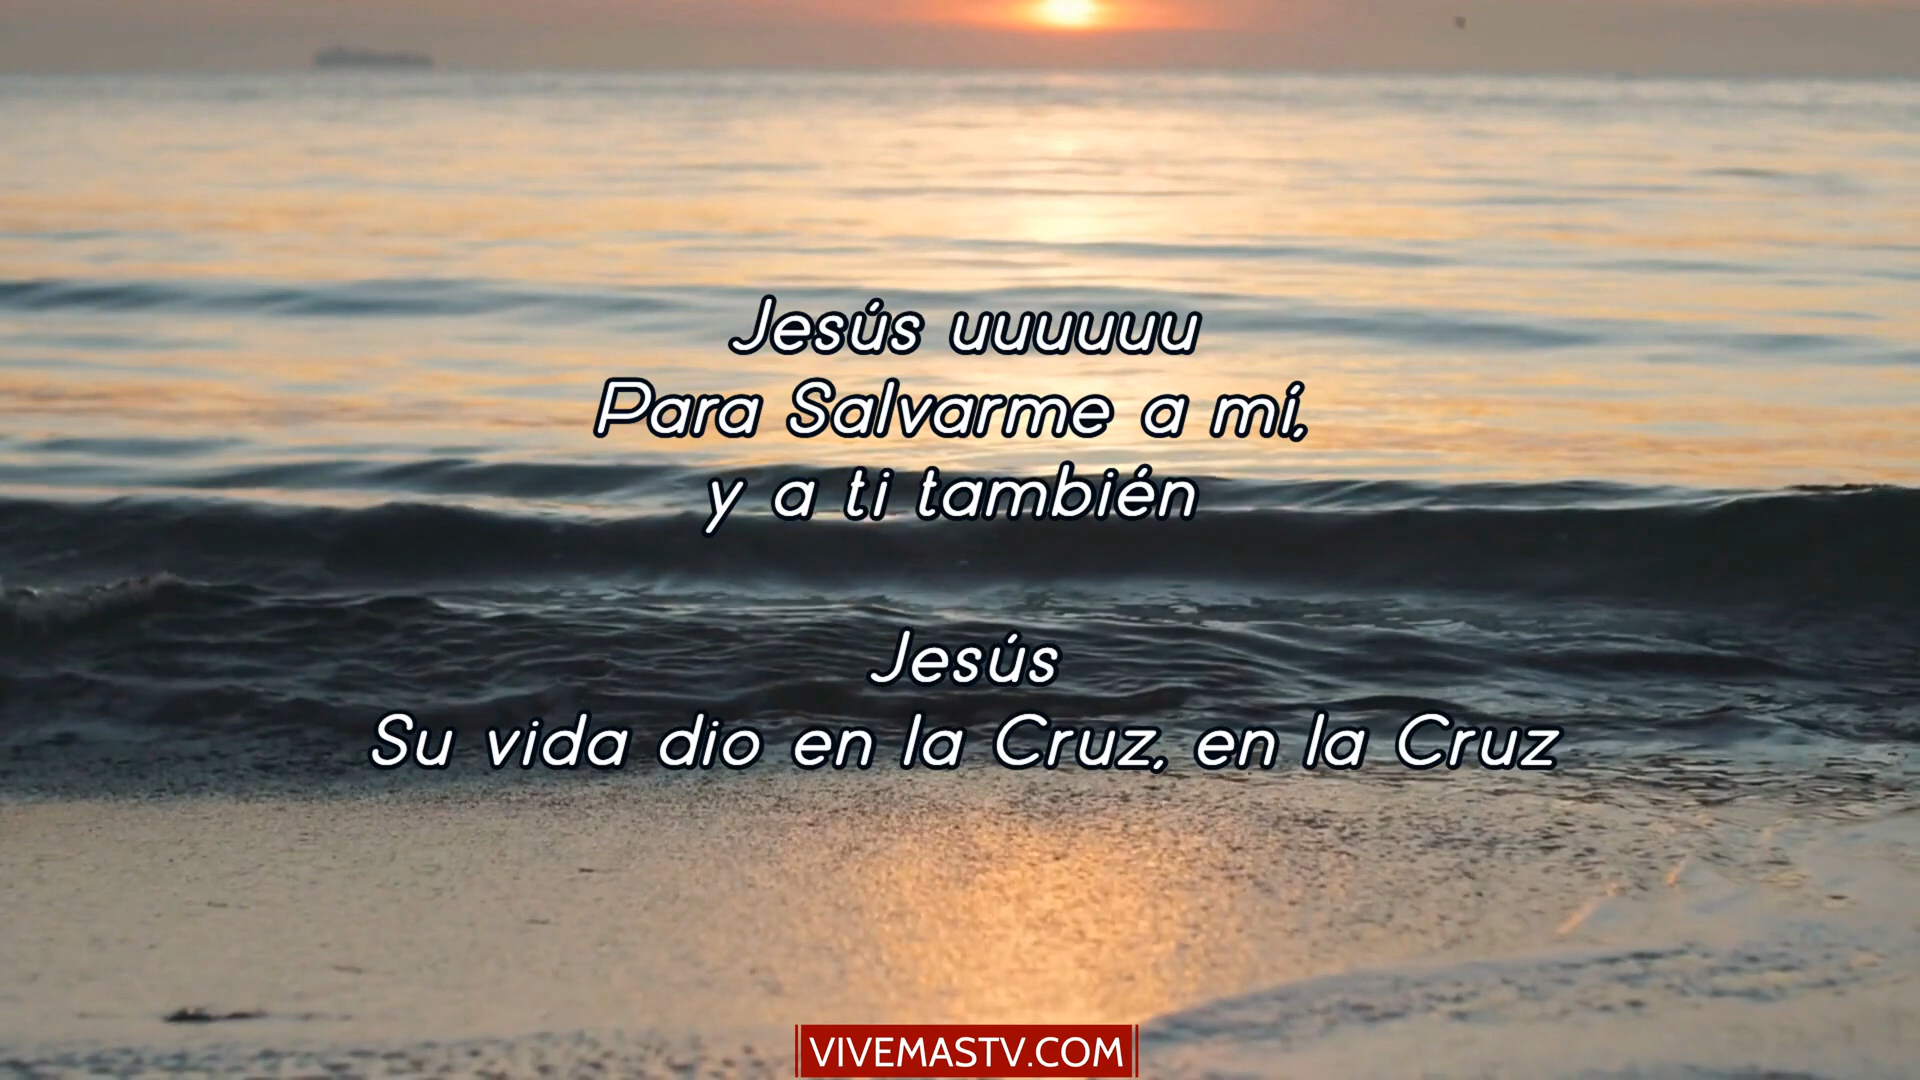 Jesús uuuuuu
Para Salvarme a mí,
y a ti también
Jesús
Su vida dio en la Cruz, en la Cruz
VIVEMASTV.COM